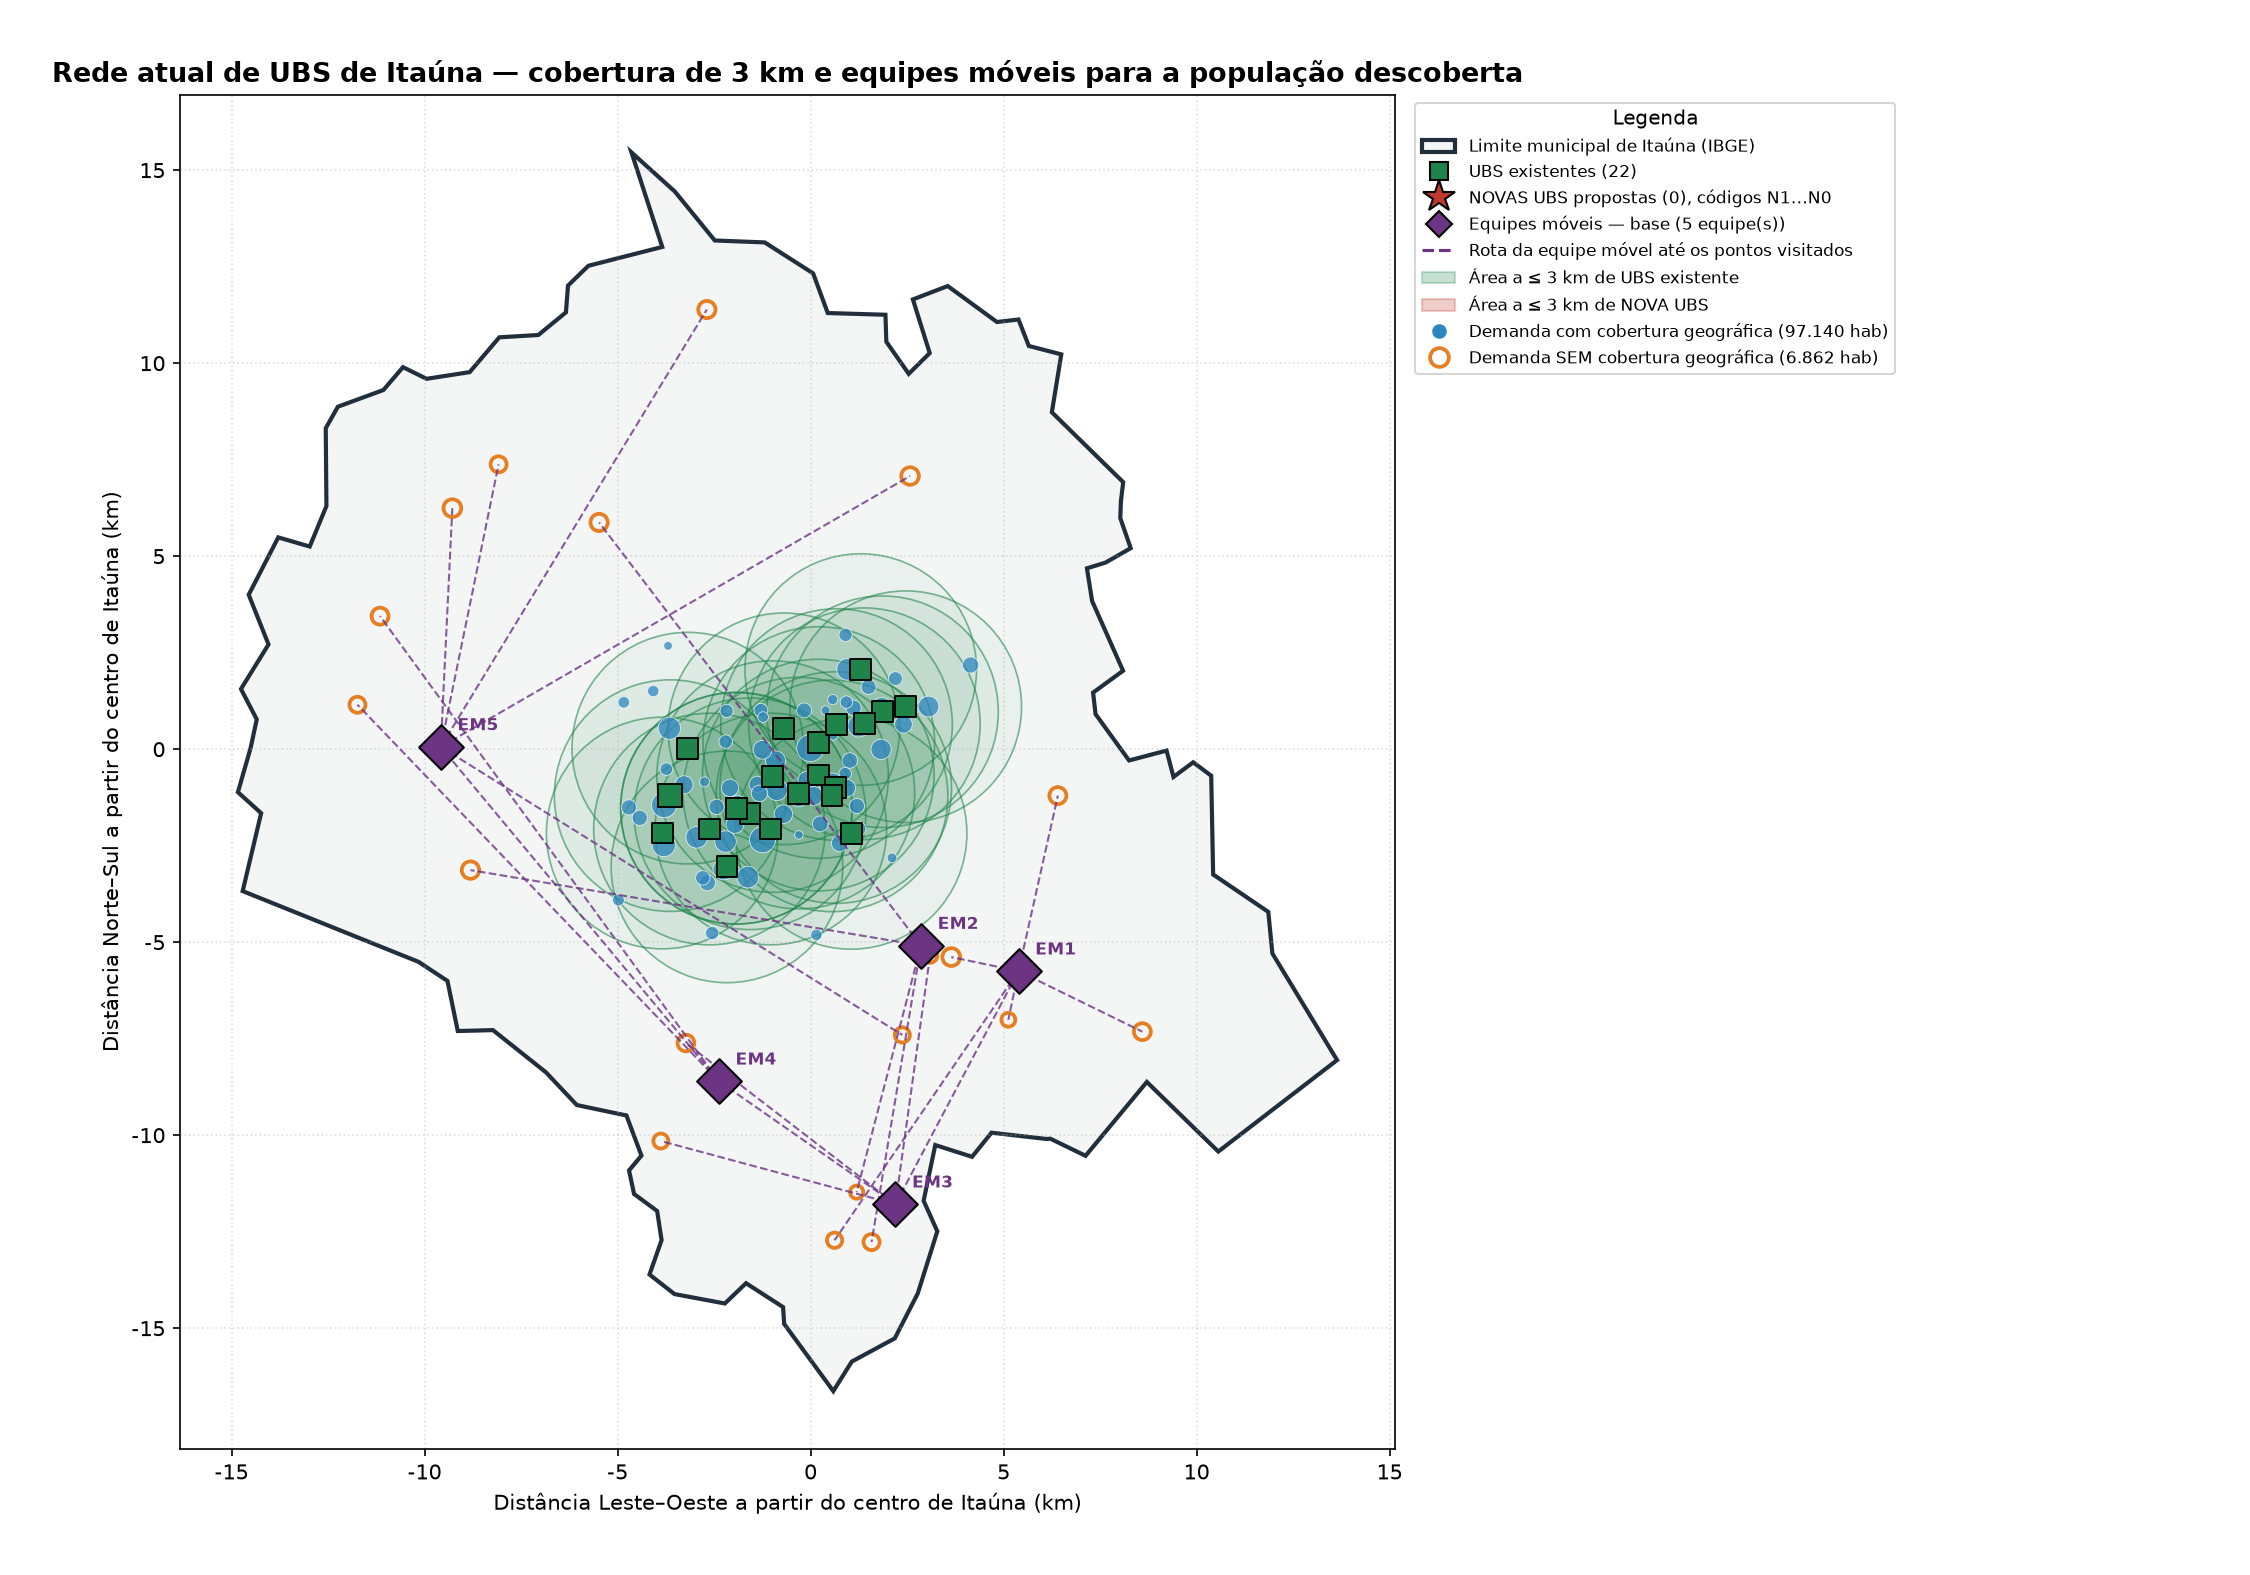 Rede atual de UBS de Itaúna — cobertura de 3 km e equipes móveis para a população descoberta
Legenda
Limite municipal de Itaúna (IBGE)
UBS existentes (22)
NOVAS UBS propostas (0), códigos N1...N0
Equipes móveis — base (5 equipe(s))
Rota da equipe móvel até os pontos visitados
Área a ≤ 3 km de UBS existente
Área a ≤ 3 km de NOVA UBS
Demanda com cobertura geográfica (97.140 hab)
Demanda SEM cobertura geográfica (6.862 hab)
15
10
5
0
-5
-10
-15
Distância Norte–Sul a partir do centro de Itaúna (km)
EM5
EM2
EM1
EM4
EM3
-15
-10
-5
0
5
10
15
Distância Leste–Oeste a partir do centro de Itaúna (km)